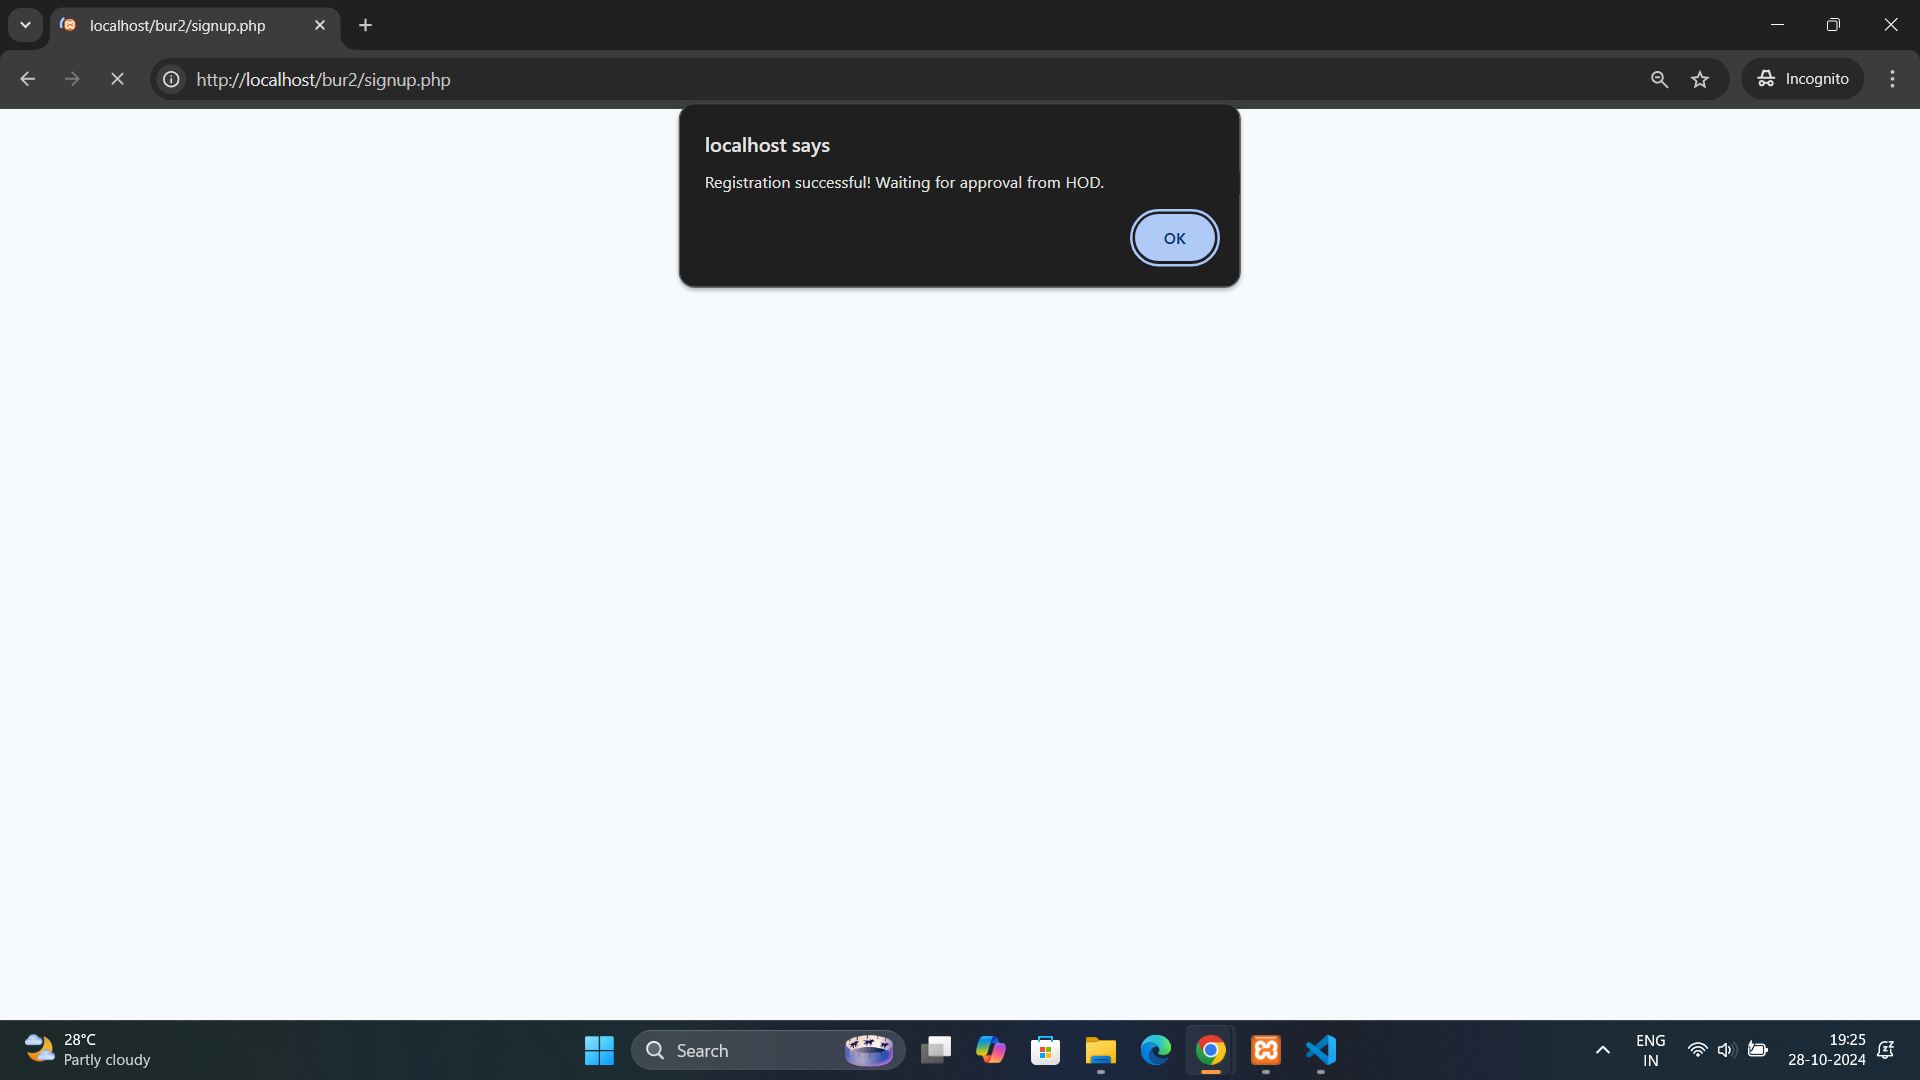 localhost/bur2/signup.php
http://localhost/bur2/signup.php
Incognito
localhost says
Registration successful! Waiting for approval from HOD.
OK
28°C
Partly cloudy
Search
ENG
IN
19:25
28-10-2024